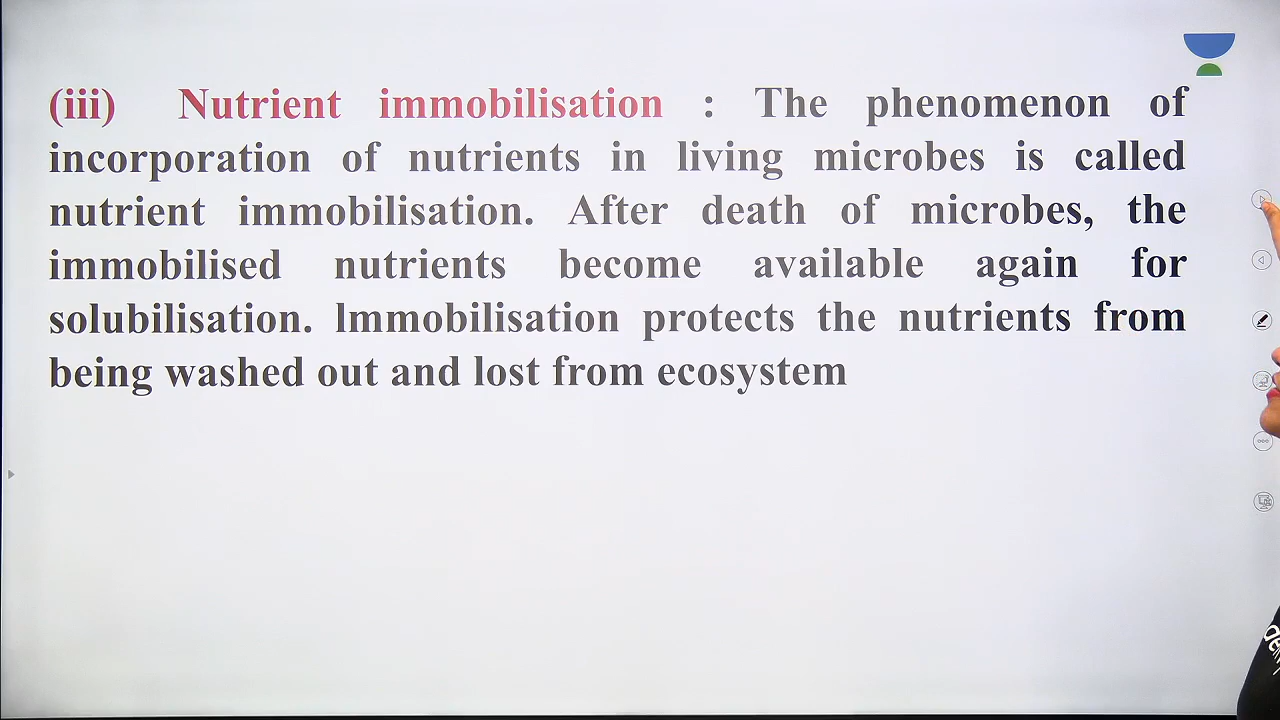 (iii) Nutrient immobilisation : The phenomenon of
incorporation of nutrients in living microbes is called
nutrient immobilisation. After death of microbes, the
immobilised nutrients become available again for
solubilisation. Immobilisation protects the nutrients from
being washed out and lost from ecosystem